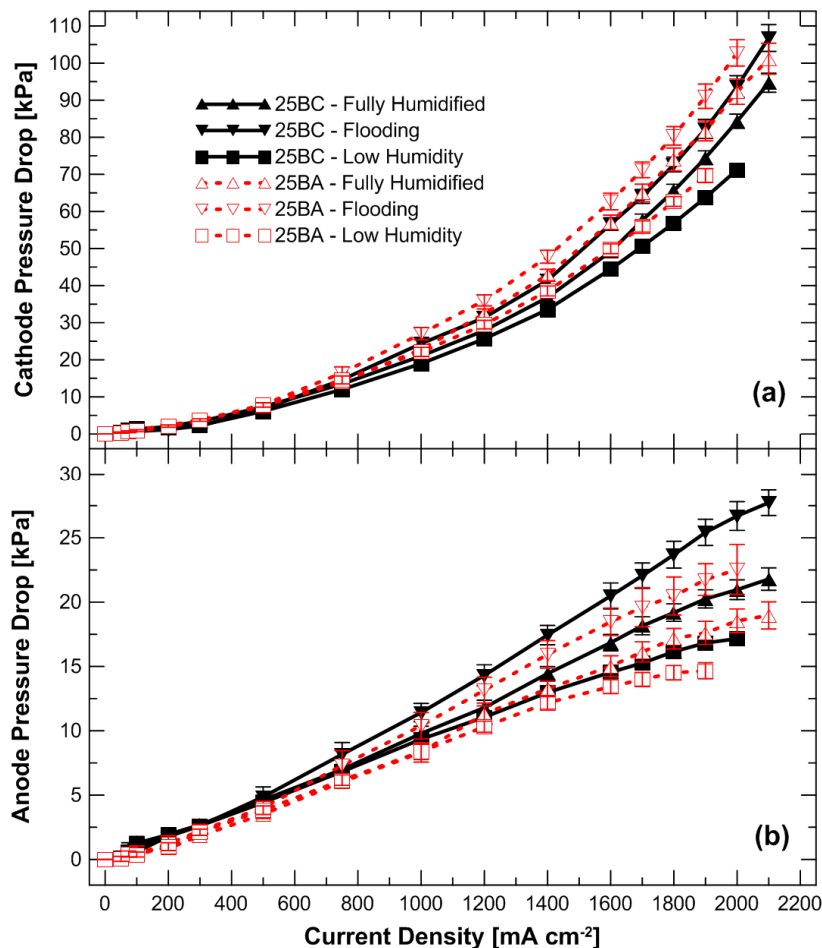 110
100
90
80
70
60
50
40
30
20
10
0
Cathode Pressure Drop [kPa]
25BC - Fully Humidified
25BC - Flooding
25BC - Low Humidity
25BA - Fully Humidified
25BA - Flooding
25BA - Low Humidity
(a)
30
25
20
15
10
5
0
Anode Pressure Drop [kPa]
(b)
0 200 400 600 800 1000 1200 1400 1600 1800 2000 2200
Current Density [mA cm⁻²]